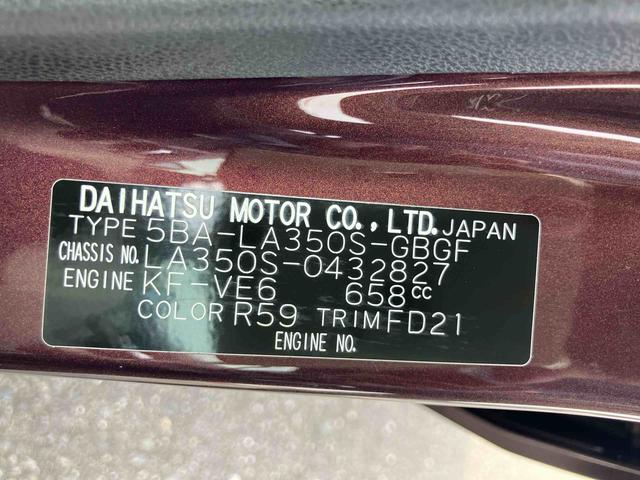 DAIHATSU MOTOR CO., LTD. JAPAN
TYPE 5BA-LA350S-GBGF
CHASSIS NO. LA350S-0432827
ENGINE KF-VE6 658cc
COLOR R59 TRIM FD21
ENGINE NO.